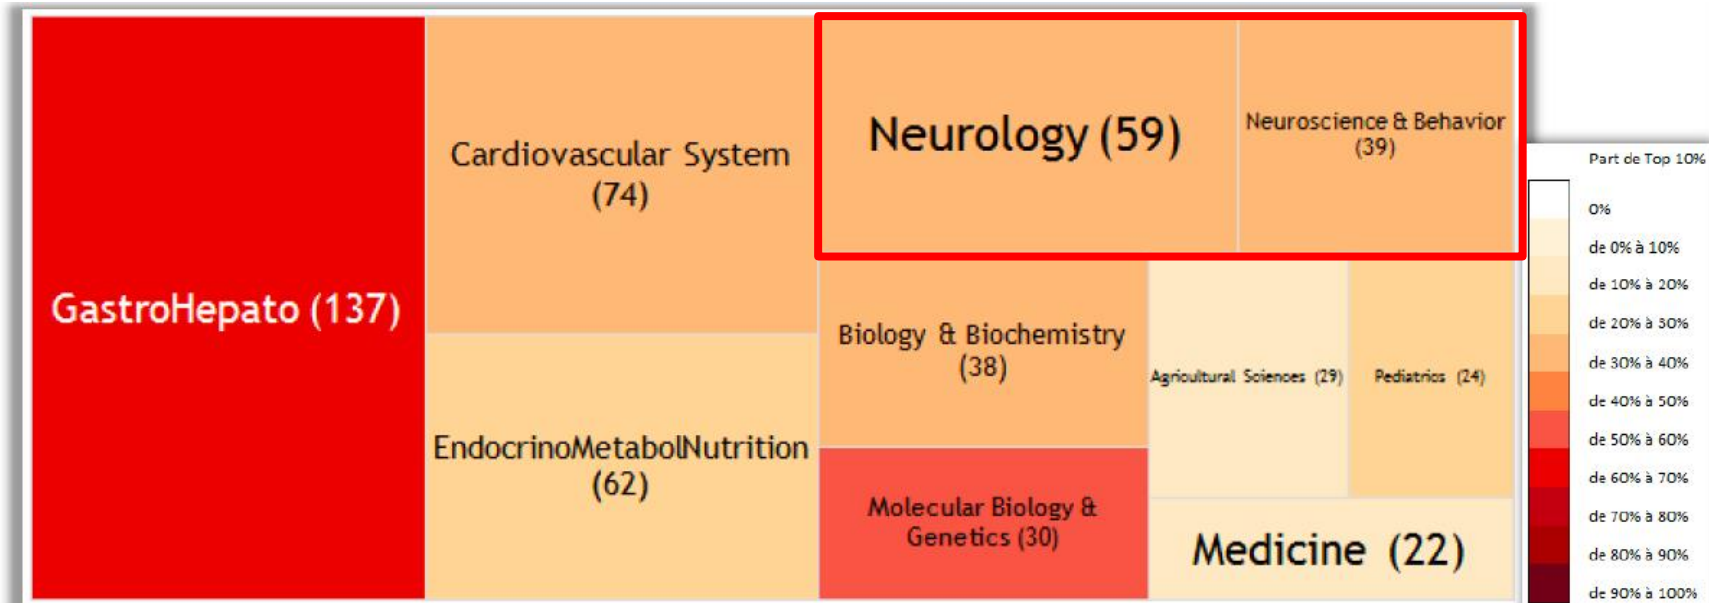 GastroHepato (137)
Cardiovascular System
(74)
EndocrinoMetabolNutrition
(62)
Neurology (59)
Neuroscience & Behavior
(39)
Biology & Biochemistry
(38)
Molecular Biology &
Genetics (30)
Agricultural Sciences (29)
Pediatrics (24)
Medicine (22)
Part de Top 10%
0%
de 0% à 10%
de 10% à 20%
de 20% à 30%
de 30% à 40%
de 40% à 50%
de 50% à 60%
de 60% à 70%
de 70% à 80%
de 80% à 90%
de 90% à 100%